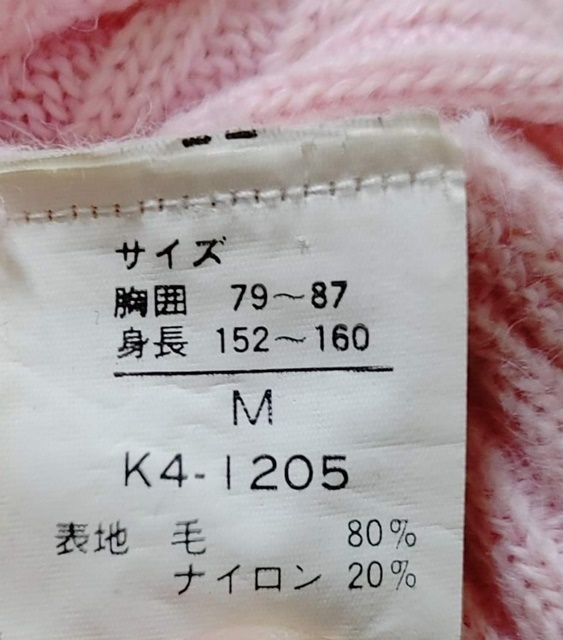 サイズ
胸囲 79～87
身長 152～160
M
K4-1205
表地 毛 80%
ナイロン 20%